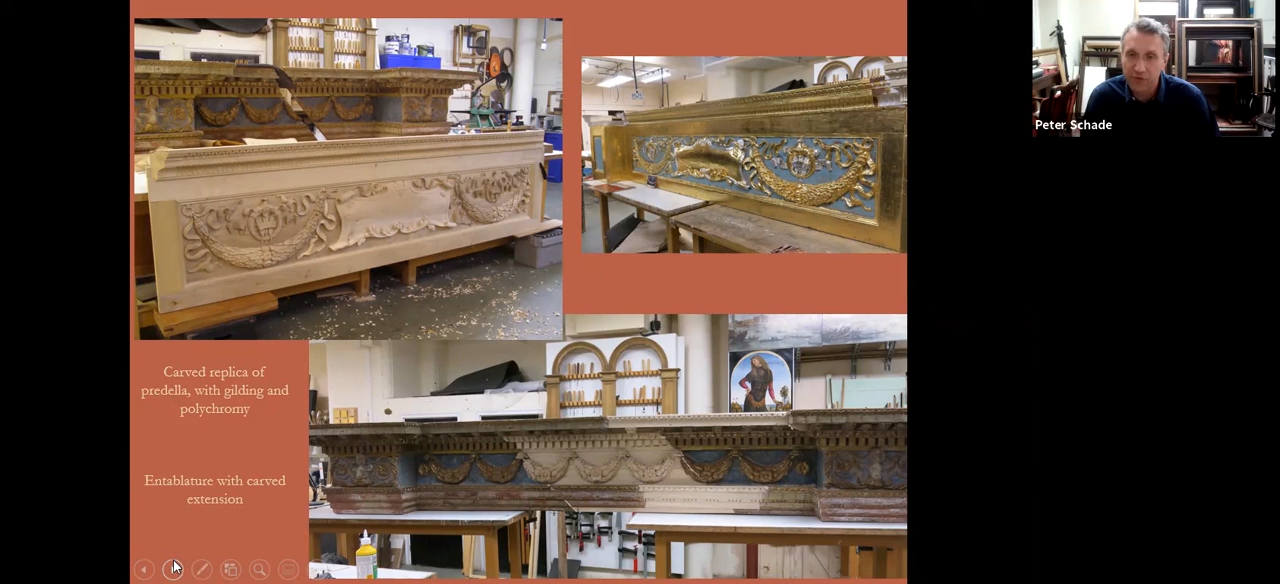 Peter Schade
Carved replica of
predella, with gilding and
polychromy
Entablature with carved
extension